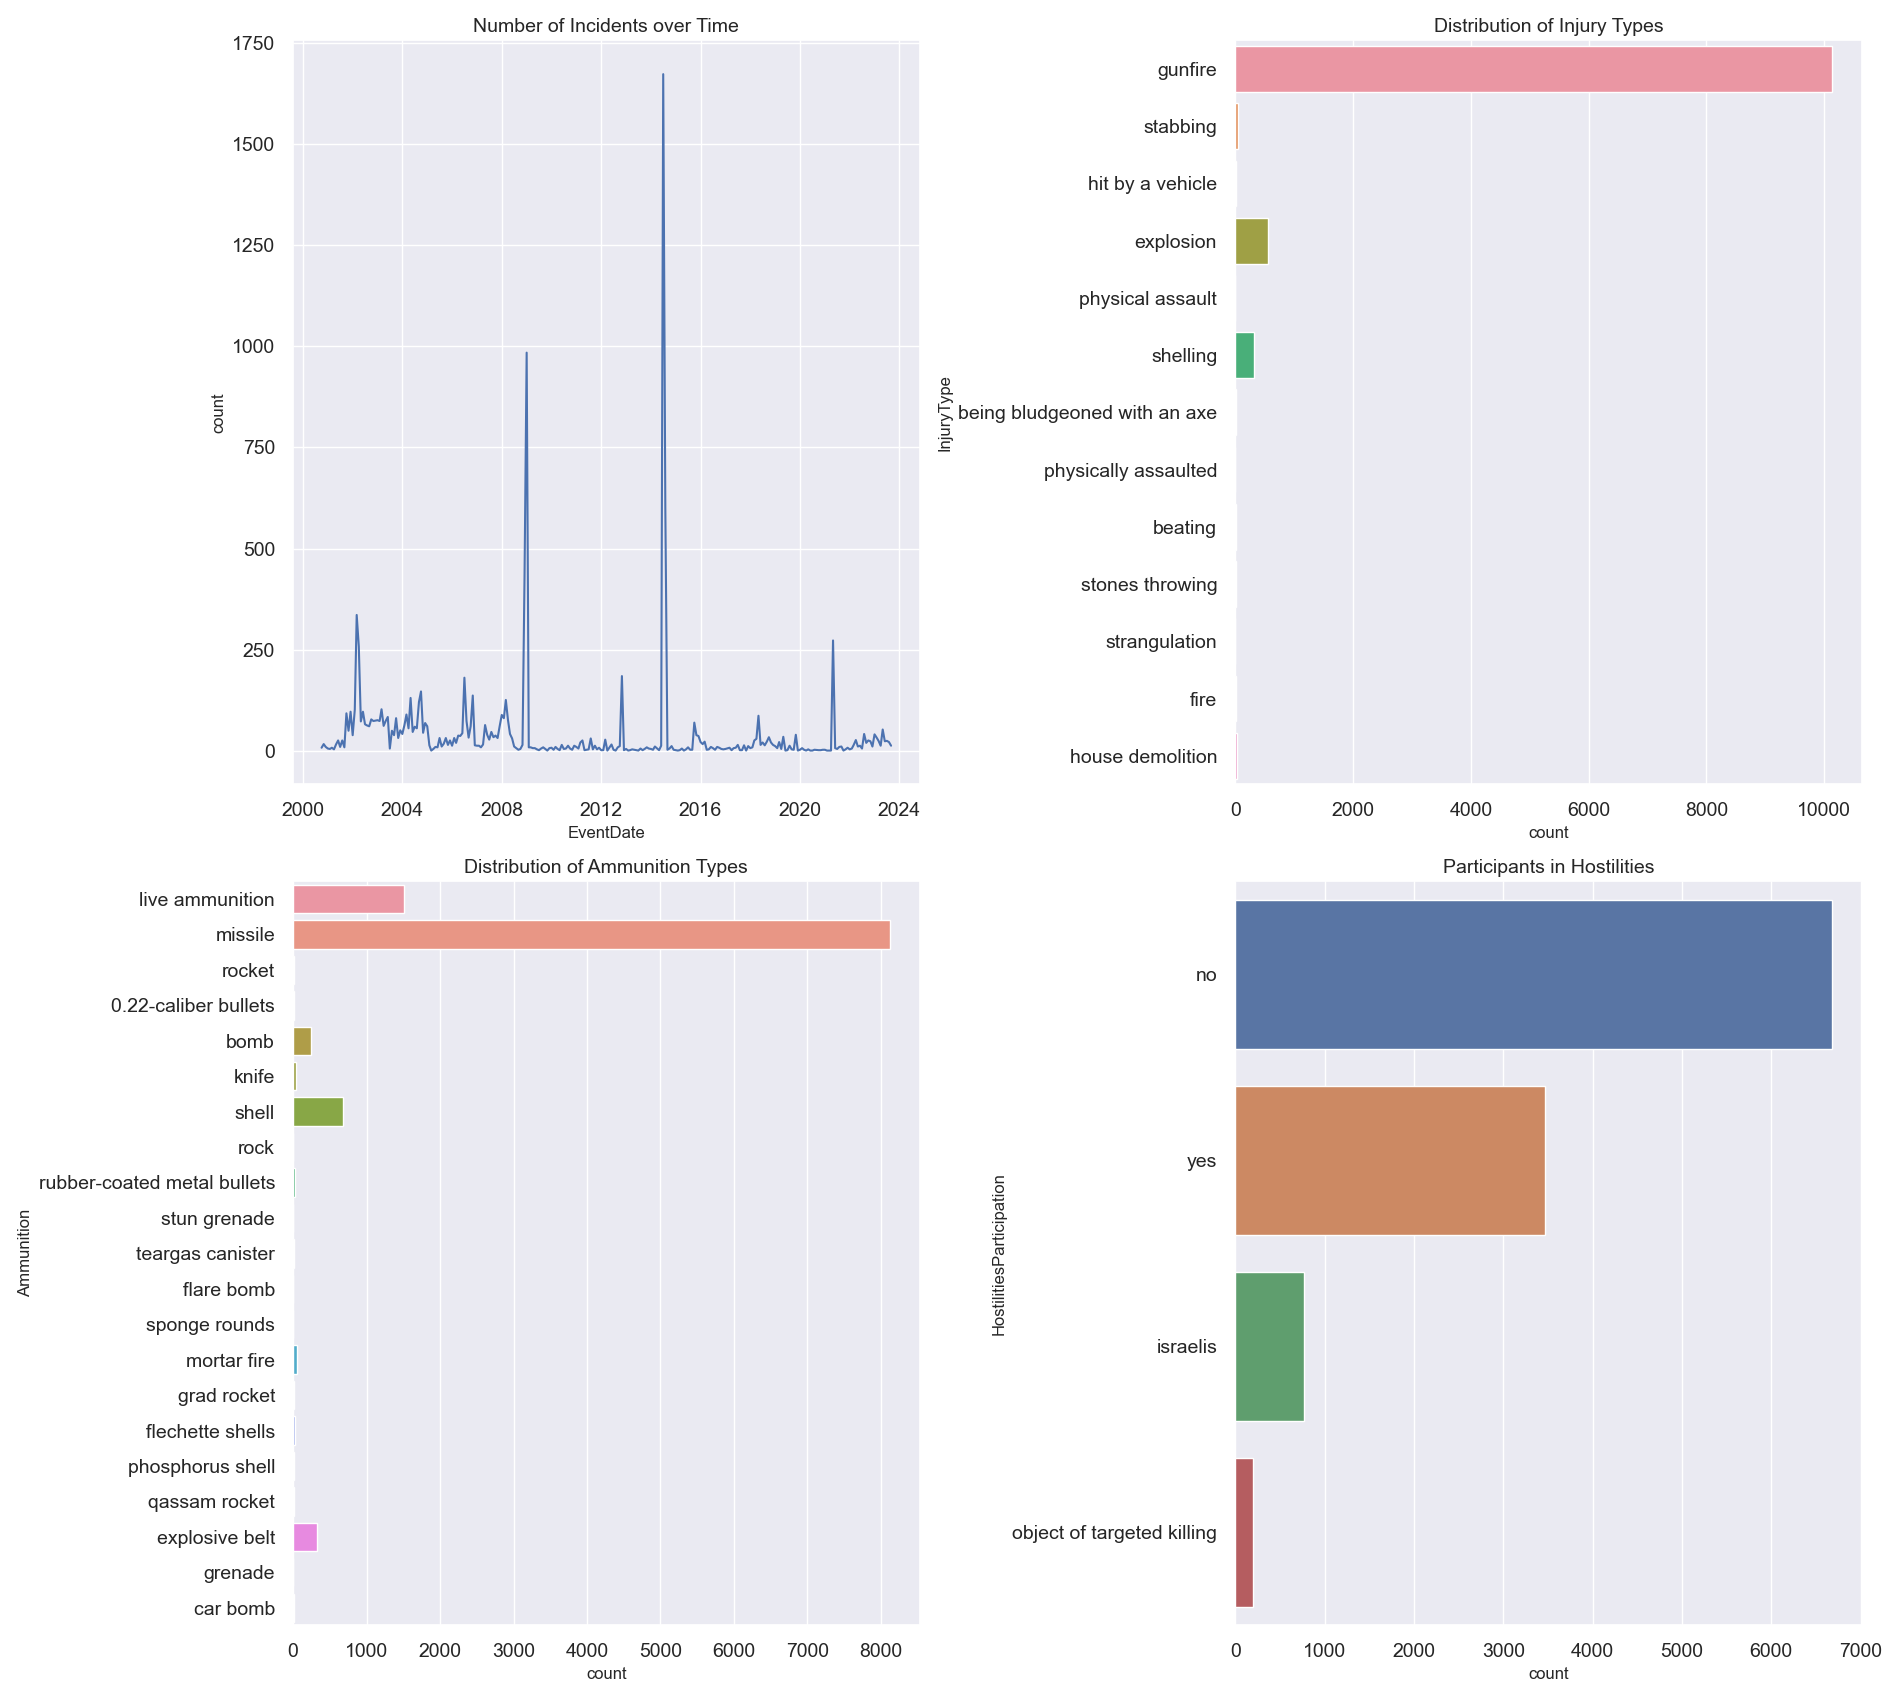 Number of Incidents over Time
1750
1500
1250
1000
750
500
250
0
count
2000 2004 2008 2012 2016 2020 2024
EventDate
Distribution of Injury Types
gunfire
stabbing
hit by a vehicle
explosion
physical assault
shelling
being bludgeoned with an axe
physically assaulted
beating
stones throwing
strangulation
fire
house demolition
InjuryType
0 2000 4000 6000 8000 10000
count
Distribution of Ammunition Types
live ammunition
missile
rocket
0.22-caliber bullets
bomb
knife
shell
rock
rubber-coated metal bullets
stun grenade
teargas canister
flare bomb
sponge rounds
mortar fire
grad rocket
flechette shells
phosphorus shell
qassam rocket
explosive belt
grenade
car bomb
Ammunition
0 1000 2000 3000 4000 5000 6000 7000 8000
count
Participants in Hostilities
no
yes
israelis
object of targeted killing
HostilitiesParticipation
0 1000 2000 3000 4000 5000 6000 7000
count